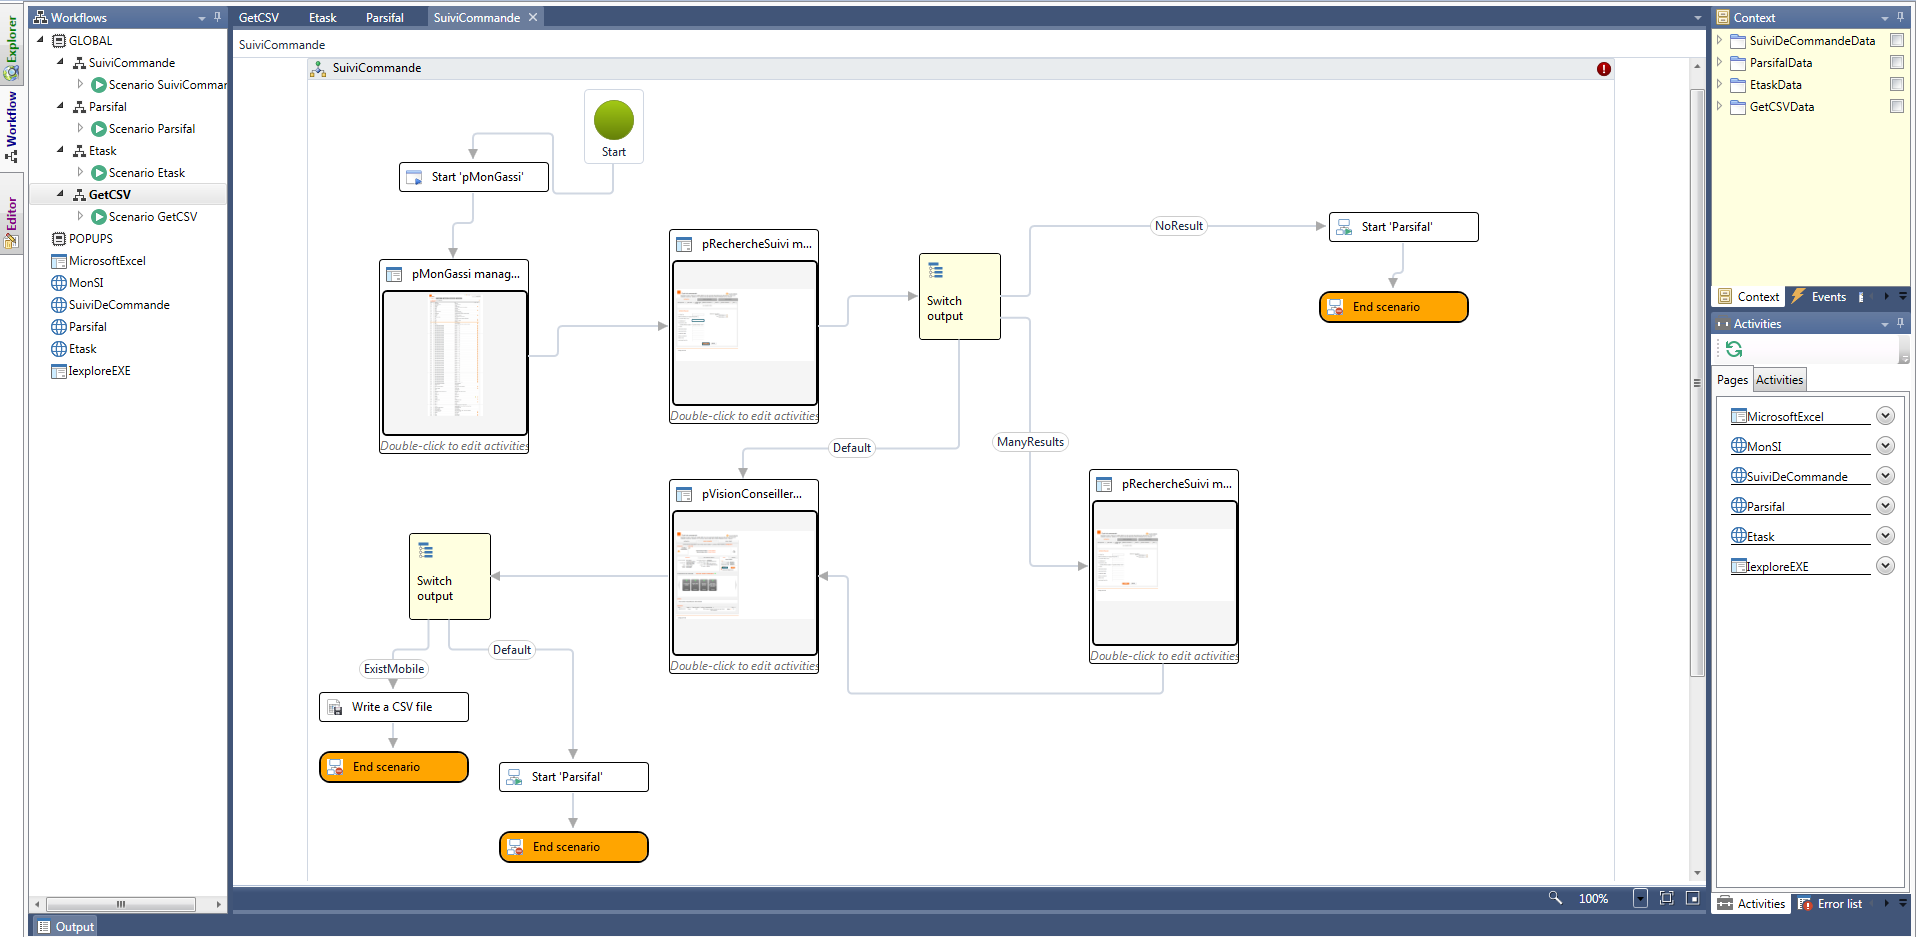 Explorer
Workflow
Editor
Workflows
GLOBAL
SuiviCommande
Scenario SuiviCommar
Parsifal
Scenario Parsifal
Etask
Scenario Etask
GetCSV
Scenario GetCSV
POPUPS
MicrosoftExcel
MonSI
SuiviDeCommande
Parsifal
Etask
IexploreEXE
Output
GetCSV
Etask
Parsifal
SuiviCommande
SuiviCommande
SuiviCommande
Start
Start 'pMonGassi'
pMonGassi manag...
Double-click to edit activities
pRechercheSuivi m...
Double-click to edit activities
Switch
output
NoResult
Start 'Parsifal'
End scenario
ManyResults
Default
pRechercheSuivi m...
Double-click to edit activities
pVisionConseiller...
Double-click to edit activities
Switch
output
ExistMobile
Default
Write a CSV file
End scenario
Start 'Parsifal'
End scenario
100%
Context
SuiviDeCommandeData
ParsifalData
EtaskData
GetCSVData
Context
Events
Activities
Pages
Activities
MicrosoftExcel
MonSI
SuiviDeCommande
Parsifal
Etask
IexploreEXE
Activities
Error list